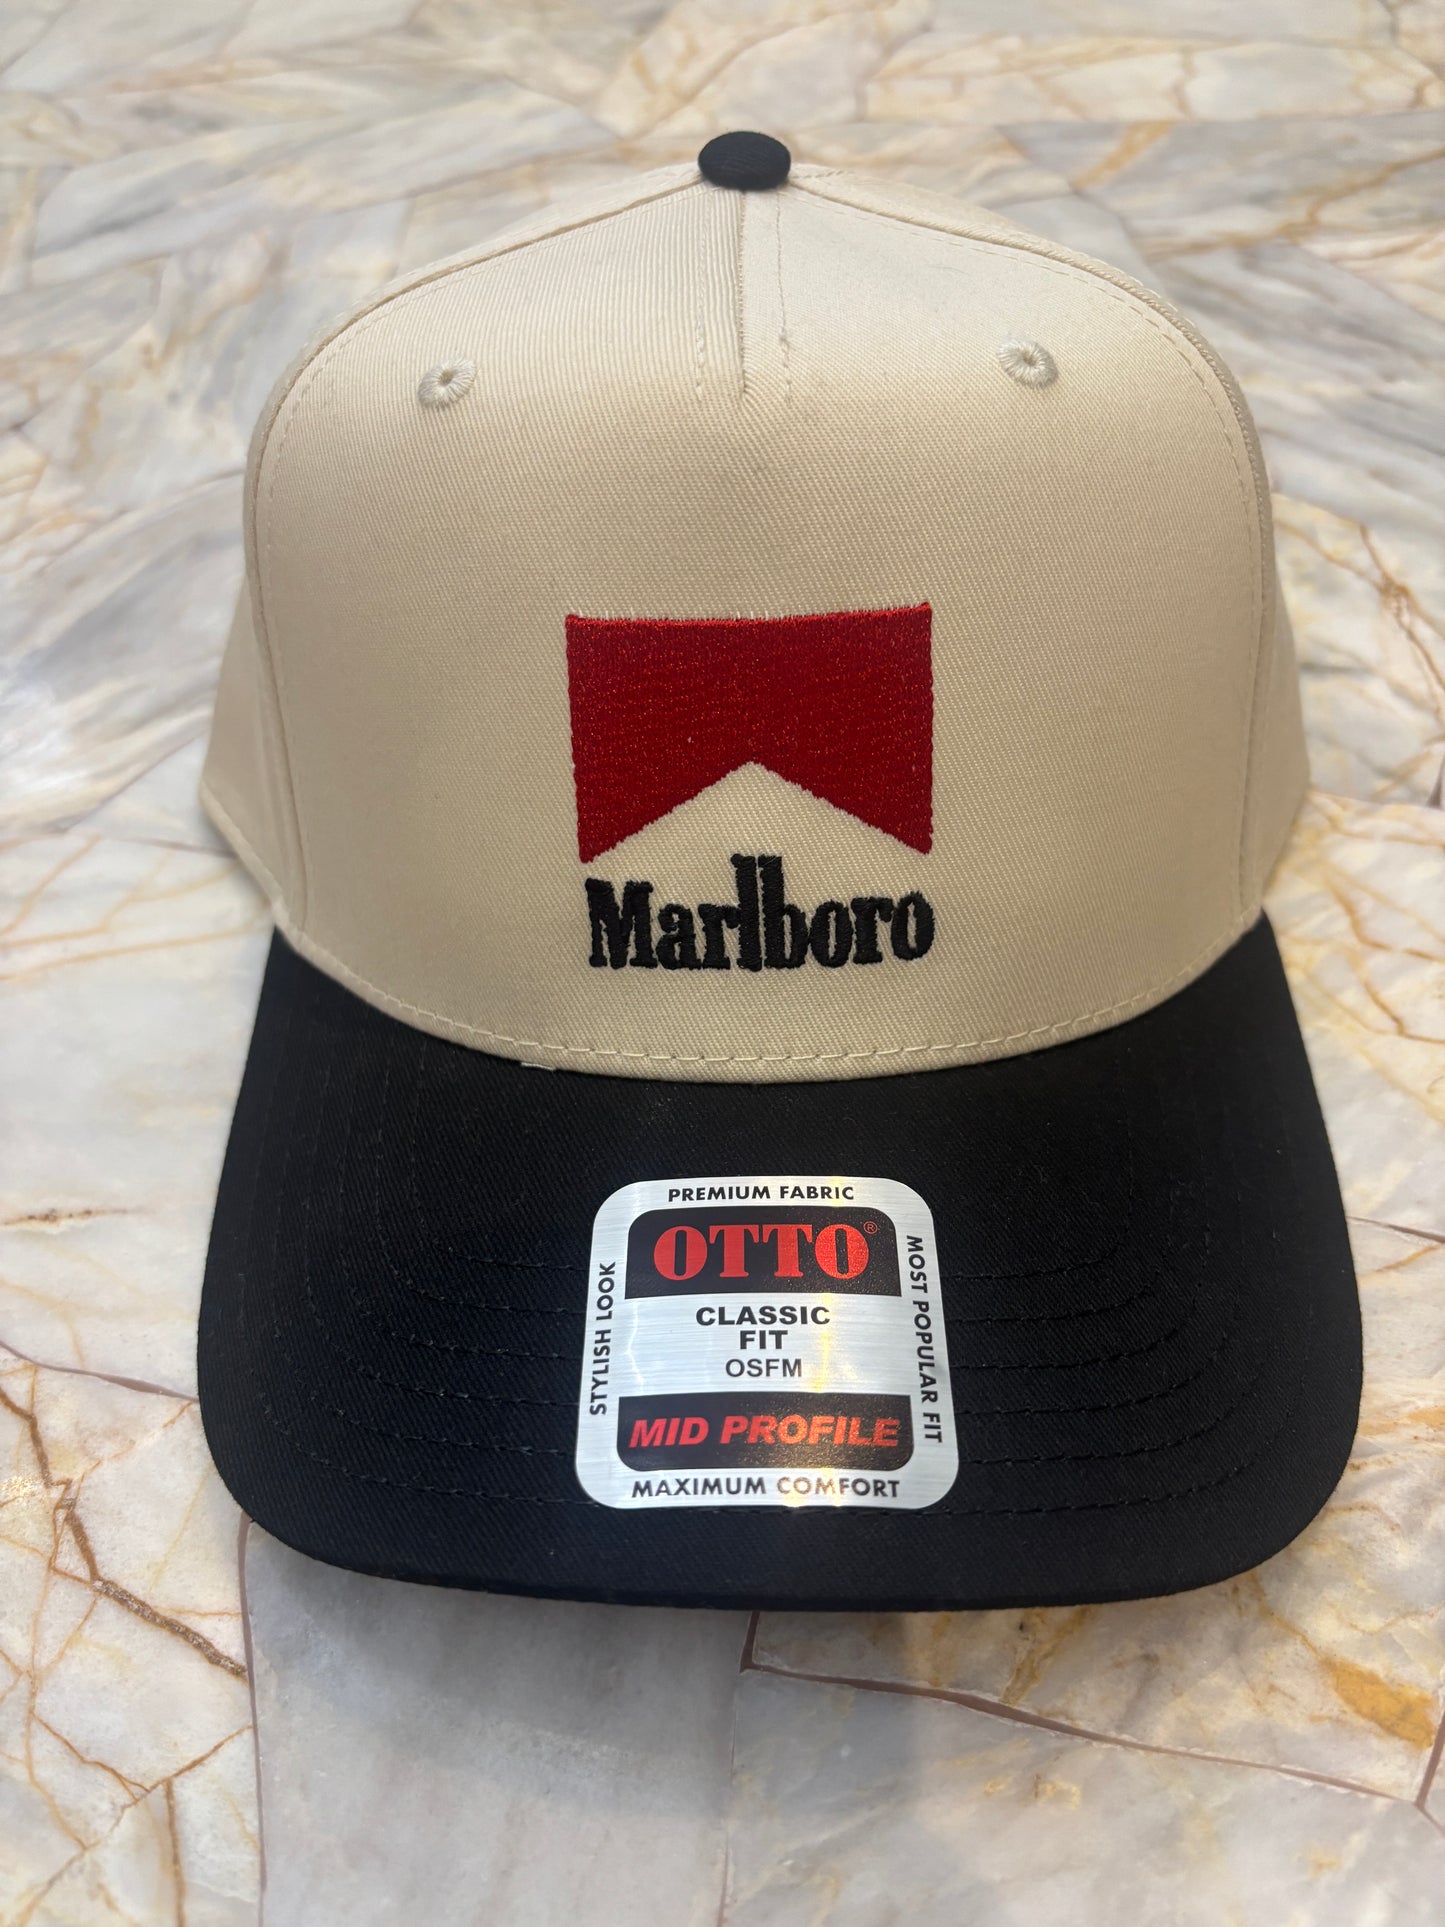 Marlboro
PREMIUM FABRIC
OTTO®
CLASSIC
FIT
OSFM
MID PROFILE
MAXIMUM COMFORT
STYLISH LOOK
MOST POPULAR FIT